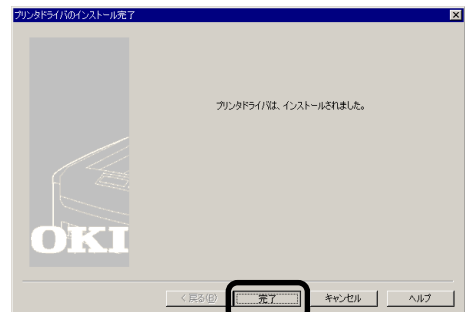 プリンタドライバのインストール完了
プリンタドライバは、インストールされました。
OKI
< 戻る(B)
完了
キャンセル
ヘルプ